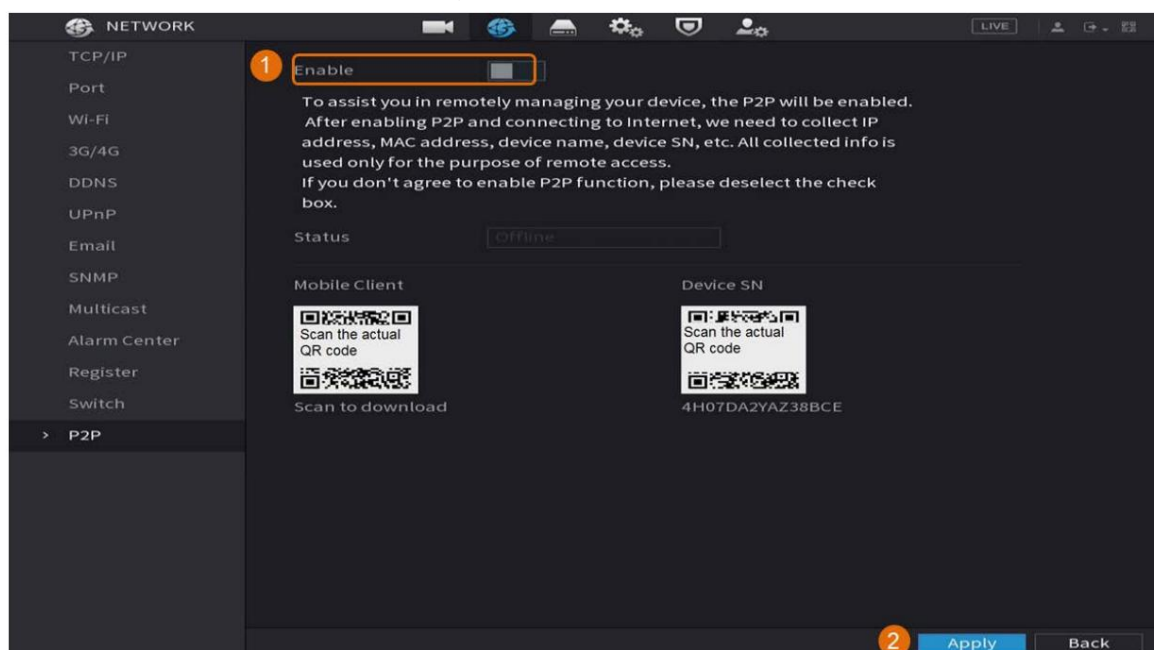 NETWORK
LIVE
TCP/IP
Port
Wi-Fi
3G/4G
DDNS
UPnP
Email
SNMP
Multicast
Alarm Center
Register
Switch
> P2P
1
Enable
To assist you in remotely managing your device, the P2P will be enabled.
After enabling P2P and connecting to Internet, we need to collect IP
address, MAC address, device name, device SN, etc. All collected info is
used only for the purpose of remote access.
If you don't agree to enable P2P function, please deselect the check
box.
Status
Offline
Mobile Client
Scan the actual
QR code
Scan to download
Device SN
Scan the actual
QR code
4H07DA2YAZ38BCE
2
Apply
Back